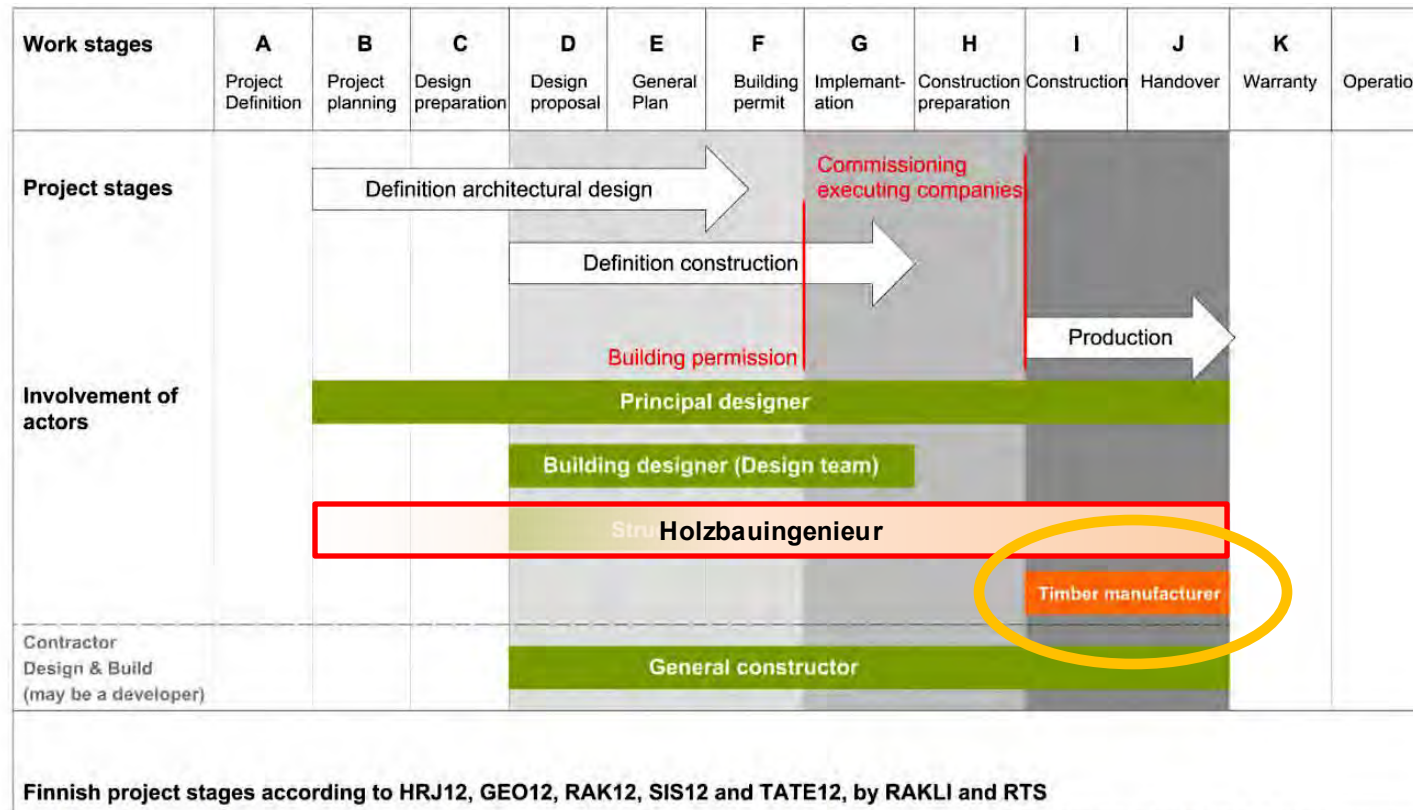 Work stages
A B C D E F G H I J K
Project Project Design Design General Building Implemant- Construction Construction Handover Warranty Operatio
Definition planning preparation proposal Plan permit ation preparation
Project stages
Definition architectural design
Commissioning
executing companies
Definition construction
Building permission
Production
Involvement of
actors
Principal designer
Building designer (Design team)
Holzbauingenieur
Timber manufacturer
Contractor
Design & Build
(may be a developer)
General constructor
Finnish project stages according to HRJ12, GEO12, RAK12, SIS12 and TATE12, by RAKLI and RTS